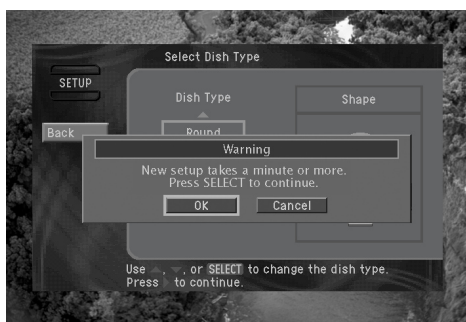 Select Dish Type
SETUP
Dish Type
Shape
Back
Round
Warning
New setup takes a minute or more.
Press SELECT to continue.
OK
Cancel
Use ▲, ▼, or SELECT to change the dish type.
Press ▶ to continue.